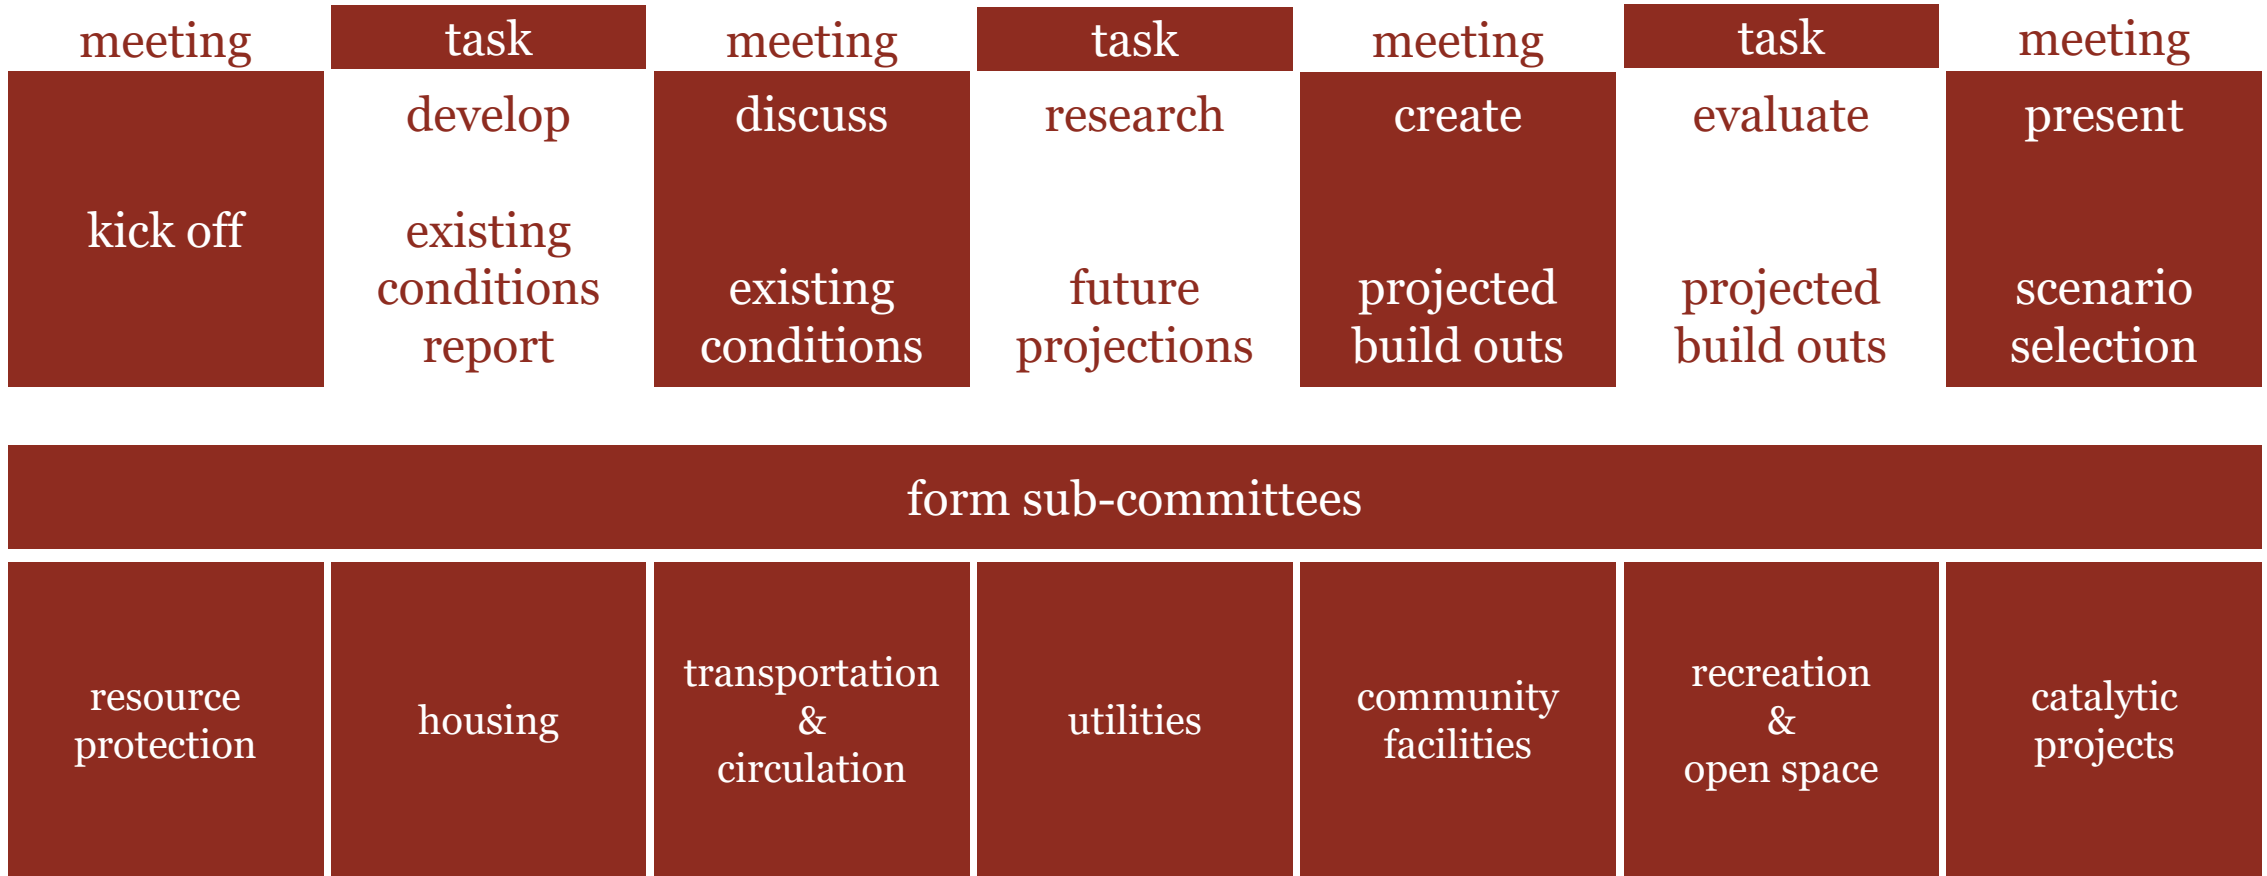 meeting
task
meeting
task
meeting
task
meeting
kick off
develop
existing
conditions
report
discuss
existing
conditions
research
future
projections
create
projected
build outs
evaluate
projected
build outs
present
scenario
selection
form sub-committees
resource
protection
housing
transportation
&
circulation
utilities
community
facilities
recreation
&
open space
catalytic
projects